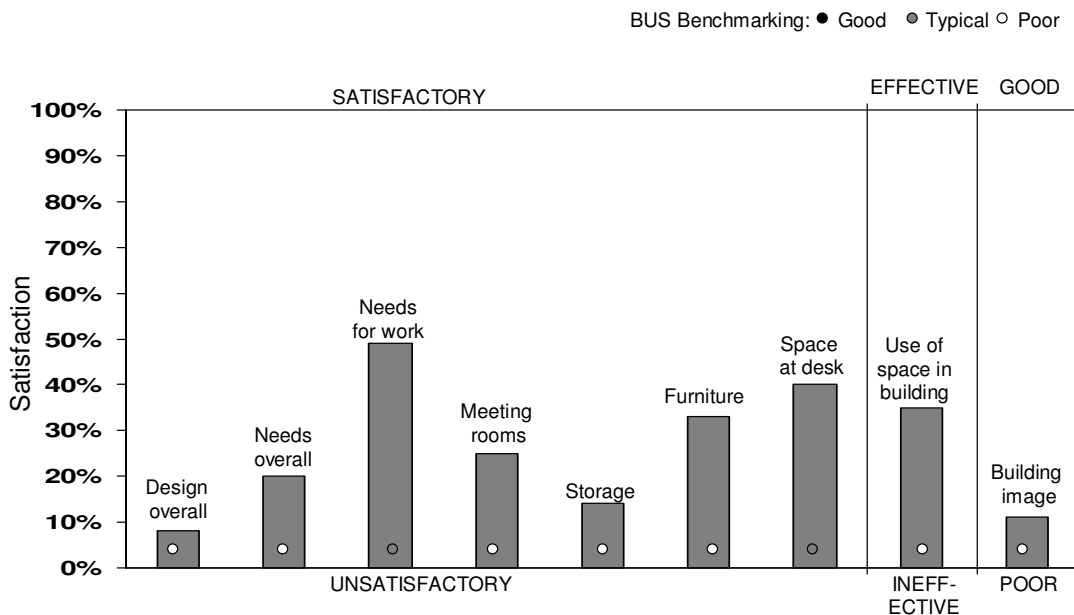 BUS Benchmarking: Good Typical Poor
SATISFACTORY
EFFECTIVE
GOOD
100%
90%
80%
70%
60%
50%
40%
30%
20%
10%
0%
Satisfaction
Design
overall
Needs
overall
Needs
for work
Meeting
rooms
Storage
Furniture
Space
at desk
Use of
space in
building
Building
image
UNSATISFACTORY
INEFF-
ECTIVE
POOR